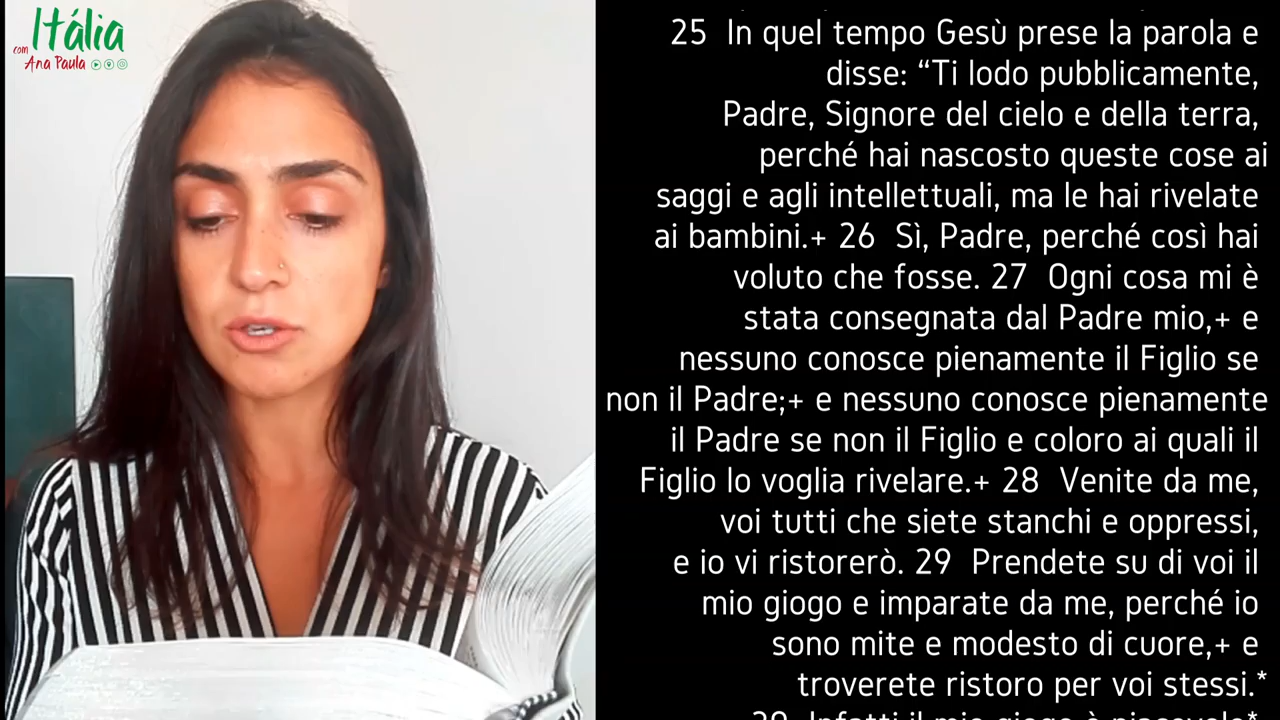 Itália
com
Ana Paula
25 In quel tempo Gesù prese la parola e
disse: “Ti lodo pubblicamente,
Padre, Signore del cielo e della terra,
perché hai nascosto queste cose ai
saggi e agli intellettuali, ma le hai rivelate
ai bambini.+ 26 Sì, Padre, perché così hai
voluto che fosse. 27 Ogni cosa mi è
stata consegnata dal Padre mio,+ e
nessuno conosce pienamente il Figlio se
non il Padre;+ e nessuno conosce pienamente
il Padre se non il Figlio e coloro ai quali il
Figlio lo voglia rivelare.+ 28 Venite da me,
voi tutti che siete stanchi e oppressi,
e io vi ristorerò. 29 Prendete su di voi il
mio giogo e imparate da me, perché io
sono mite e modesto di cuore,+ e
troverete ristoro per voi stessi.*
30 Infatti il mio giogo è piacevole*